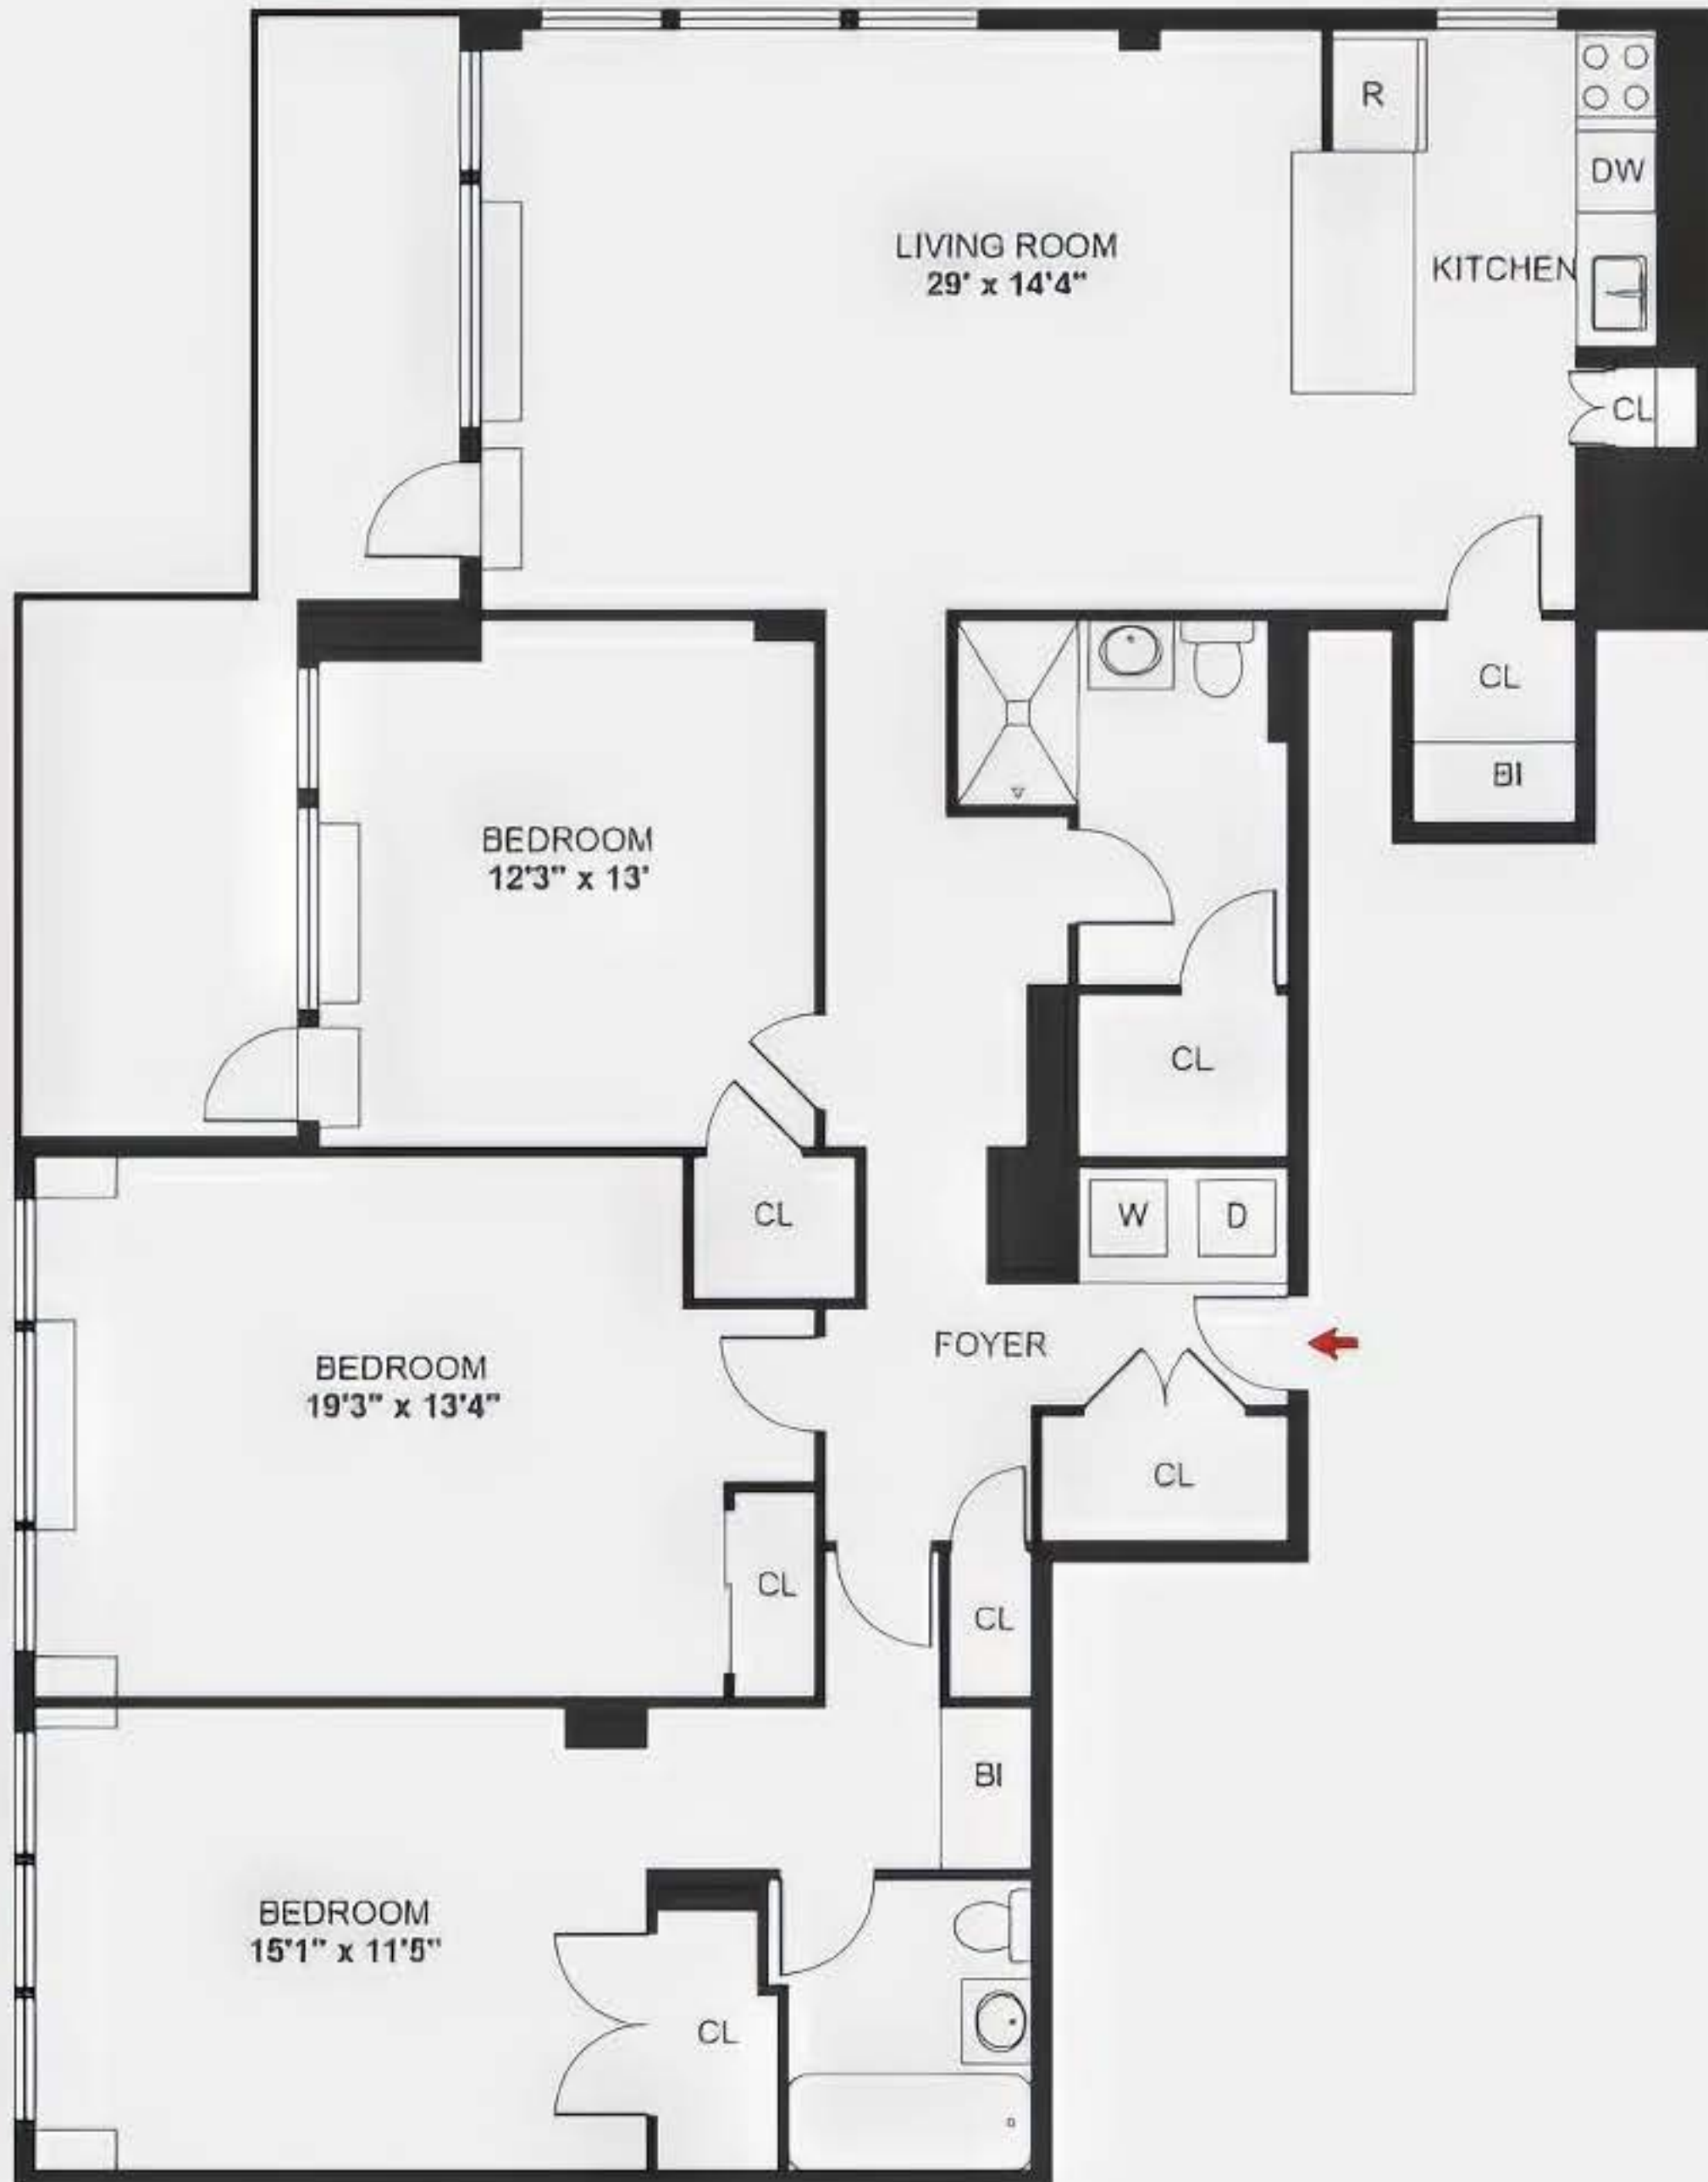 R
DW
LIVING ROOM
29' x 14'4"
KITCHEN
CL
CL
BI
BEDROOM
12'3" x 13'
CL
CL
W D
FOYER
BEDROOM
19'3" x 13'4"
CL
CL
CL
BI
BEDROOM
15'1" x 11'5"
CL